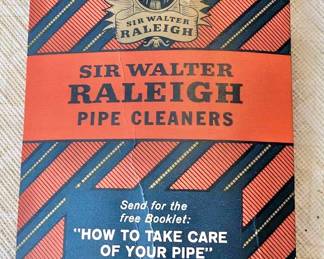 SIR WALTER
RALEIGH
SIR WALTER
RALEIGH
PIPE CLEANERS
Send for the
free Booklet:
"HOW TO TAKE CARE
OF YOUR PIPE"